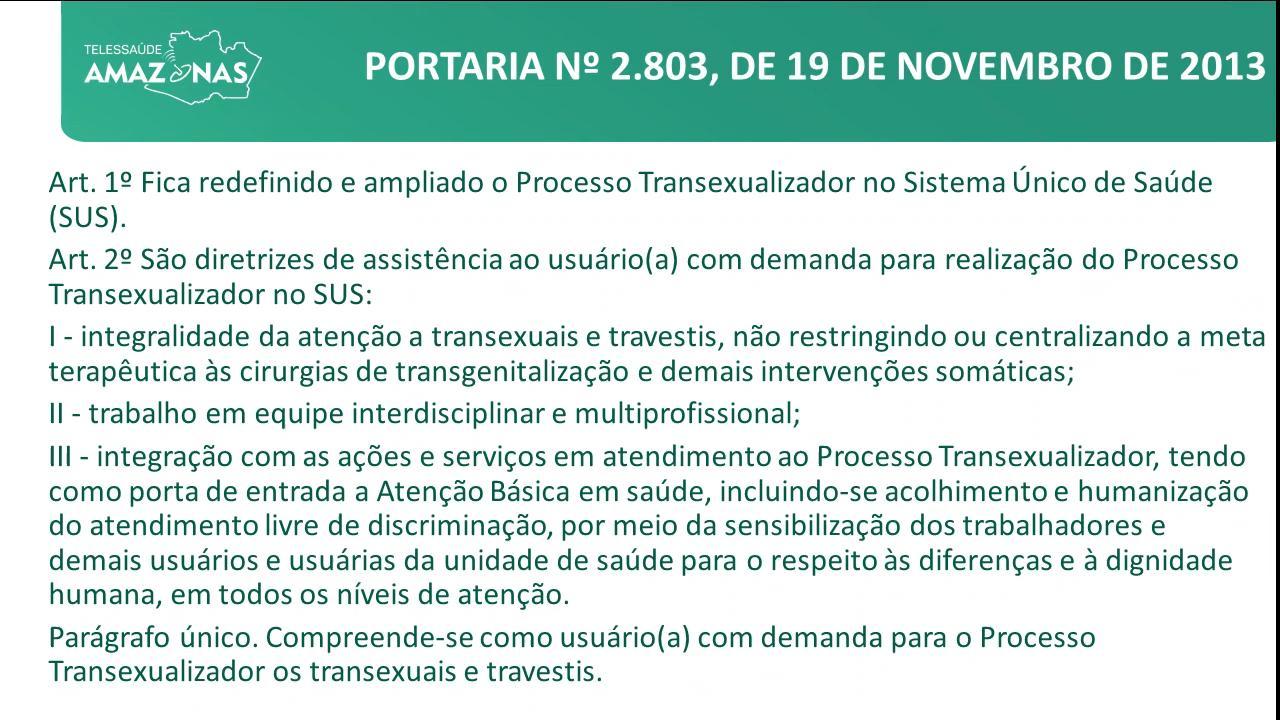 TELESSAÚDE
AMAZONAS
PORTARIA Nº 2.803, DE 19 DE NOVEMBRO DE 2013
Art. 1º Fica redefinido e ampliado o Processo Transexualizador no Sistema Único de Saúde
(SUS).
Art. 2º São diretrizes de assistência ao usuário(a) com demanda para realização do Processo
Transexualizador no SUS:
I - integralidade da atenção a transexuais e travestis, não restringindo ou centralizando a meta
terapêutica às cirurgias de transgenitalização e demais intervenções somáticas;
II - trabalho em equipe interdisciplinar e multiprofissional;
III - integração com as ações e serviços em atendimento ao Processo Transexualizador, tendo
como porta de entrada a Atenção Básica em saúde, incluindo-se acolhimento e humanização
do atendimento livre de discriminação, por meio da sensibilização dos trabalhadores e
demais usuários e usuárias da unidade de saúde para o respeito às diferenças e à dignidade
humana, em todos os níveis de atenção.
Parágrafo único. Compreende-se como usuário(a) com demanda para o Processo
Transexualizador os transexuais e travestis.